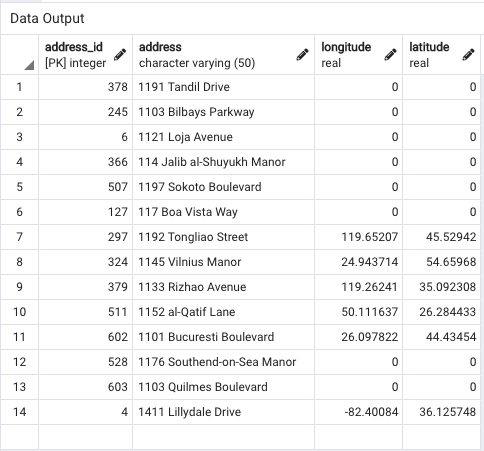 Data Output
address_id address longitude latitude
[PK] integer character varying (50) real real
1 378 1191 Tandil Drive 0 0
2 245 1103 Bilbays Parkway 0 0
3 6 1121 Loja Avenue 0 0
4 366 114 Jalib al-Shuyukh Manor 0 0
5 507 1197 Sokoto Boulevard 0 0
6 127 117 Boa Vista Way 0 0
7 297 1192 Tongliao Street 119.65207 45.52942
8 324 1145 Vilnius Manor 24.943714 54.65968
9 379 1133 Rizhao Avenue 119.26241 35.092308
10 511 1152 al-Qatif Lane 50.111637 26.284433
11 602 1101 Bucuresti Boulevard 26.097822 44.43454
12 528 1176 Southend-on-Sea Manor 0 0
13 603 1103 Quilmes Boulevard 0 0
14 4 1411 Lillydale Drive -82.40084 36.125748